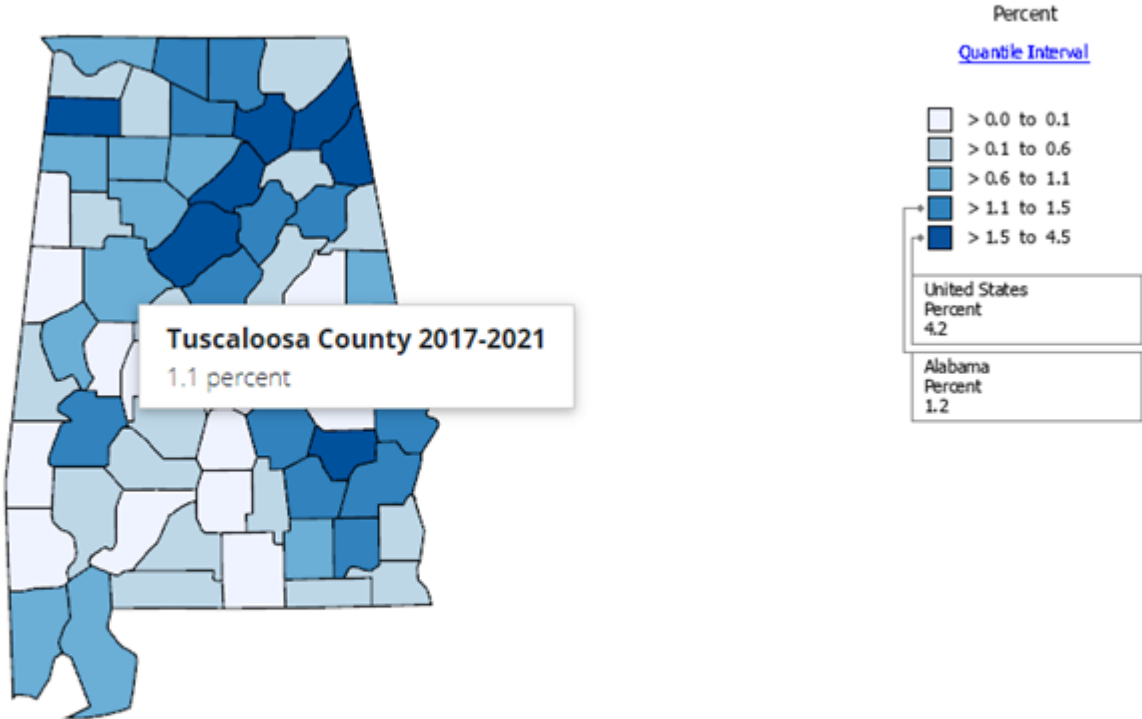 Percent
Quantile Interval
> 0.0 to 0.1
> 0.1 to 0.6
> 0.6 to 1.1
> 1.1 to 1.5
> 1.5 to 4.5
United States
Percent
4.2
Alabama
Percent
1.2
Tuscaloosa County 2017-2021
1.1 percent